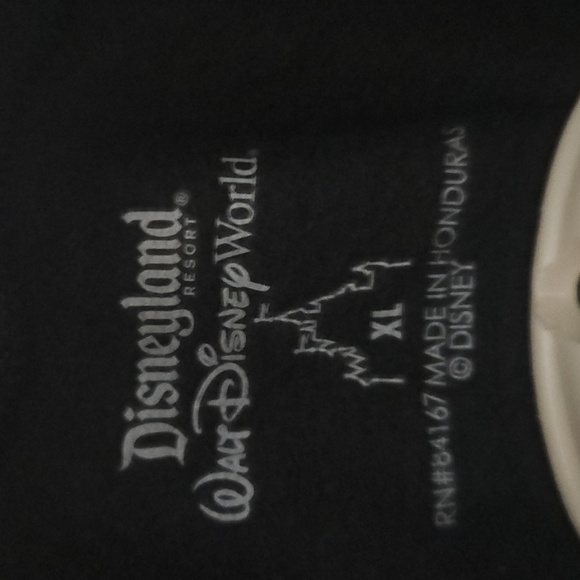 Disneyland®
RESORT
WALT DISNEY World.
XL
RN#84167 MADE IN HONDURAS
© DISNEY